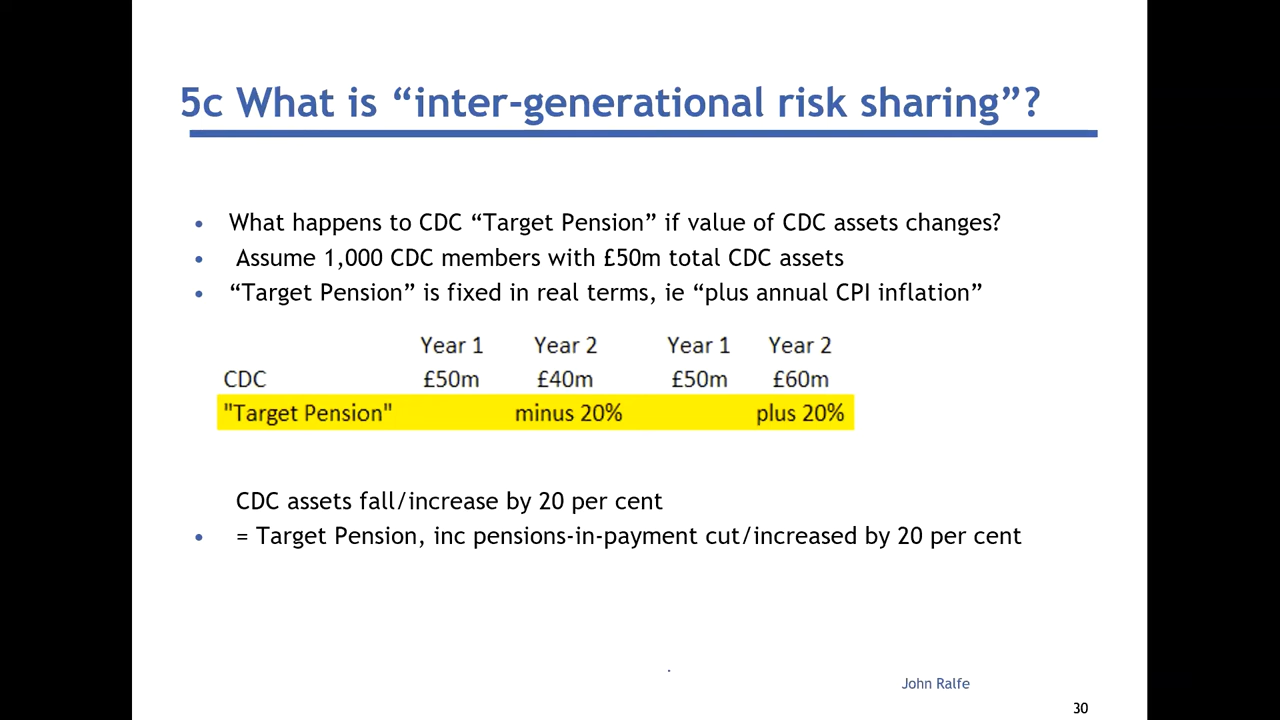 5c What is “inter-generational risk sharing”?
• What happens to CDC “Target Pension” if value of CDC assets changes?
• Assume 1,000 CDC members with £50m total CDC assets
• “Target Pension” is fixed in real terms, ie “plus annual CPI inflation”
Year 1 Year 2 Year 1 Year 2
CDC £50m £40m £50m £60m
"Target Pension" minus 20% plus 20%
CDC assets fall/increase by 20 per cent
• = Target Pension, inc pensions-in-payment cut/increased by 20 per cent
.
John Ralfe
30